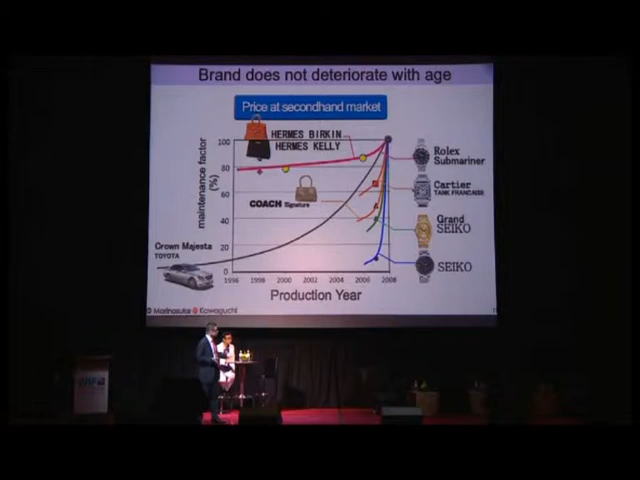 Brand does not deteriorate with age
Price at secondhand market
maintenance factor
(%)
100
80
60
40
20
0
HERMES BIRKIN
HERMES KELLY
COACH Signature
Crown Majesta
TOYOTA
Rolex
Submariner
Cartier
TANK FRANCAISE
Grand
SEIKO
SEIKO
1996 1998 2000 2002 2004 2006 2008
Production Year
Marinosuke Kawaguchi